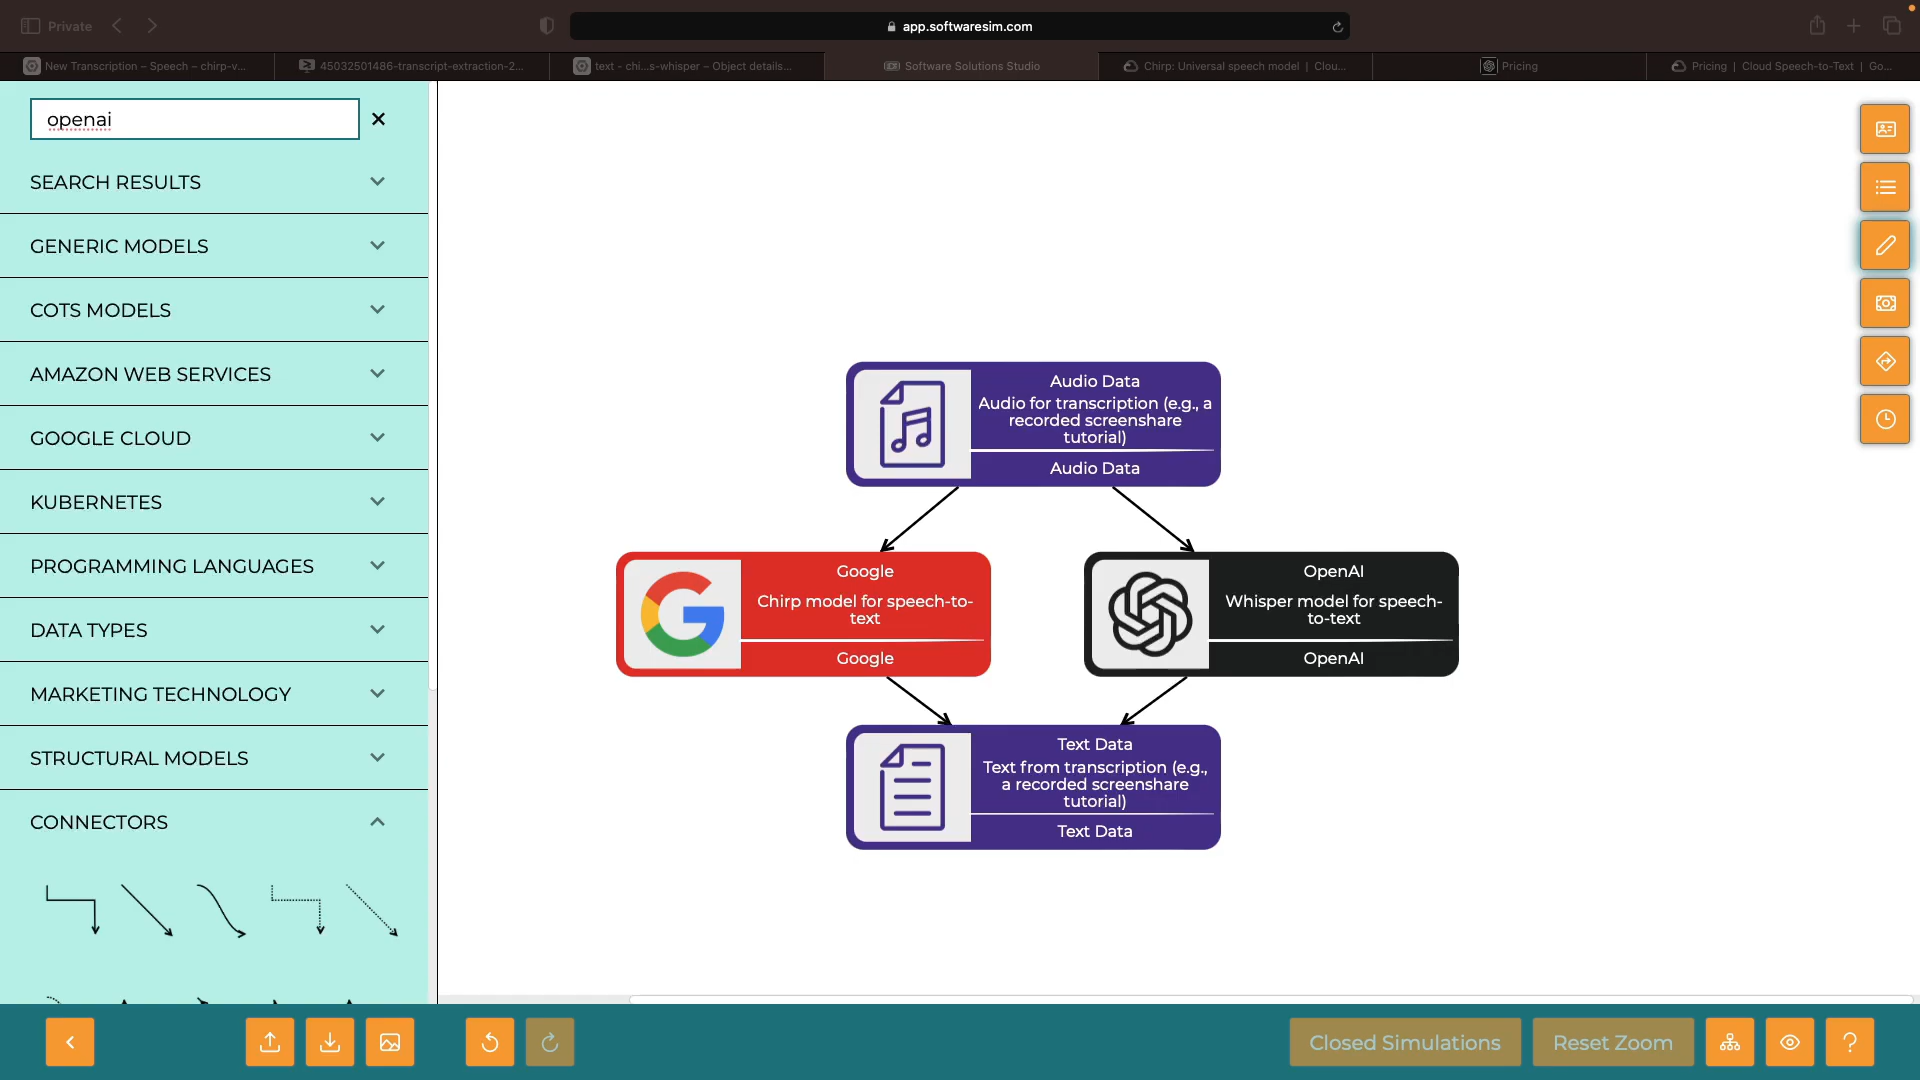 Private
app.softwaresim.com
New Transcription – Speech – chirp-v...
45032501486-transcript-extraction-2...
text - chi...s-whisper – Object details...
Software Solutions Studio
Chirp: Universal speech model | Clou...
Pricing
Pricing | Cloud Speech-to-Text | Go...
openai
SEARCH RESULTS
GENERIC MODELS
COTS MODELS
AMAZON WEB SERVICES
GOOGLE CLOUD
KUBERNETES
PROGRAMMING LANGUAGES
DATA TYPES
MARKETING TECHNOLOGY
STRUCTURAL MODELS
CONNECTORS
Audio Data
Audio for transcription (e.g., a
recorded screenshare
tutorial)
Audio Data
Google
Chirp model for speech-to-
text
Google
OpenAI
Whisper model for speech-
to-text
OpenAI
Text Data
Text from transcription (e.g.,
a recorded screenshare
tutorial)
Text Data
Closed Simulations
Reset Zoom